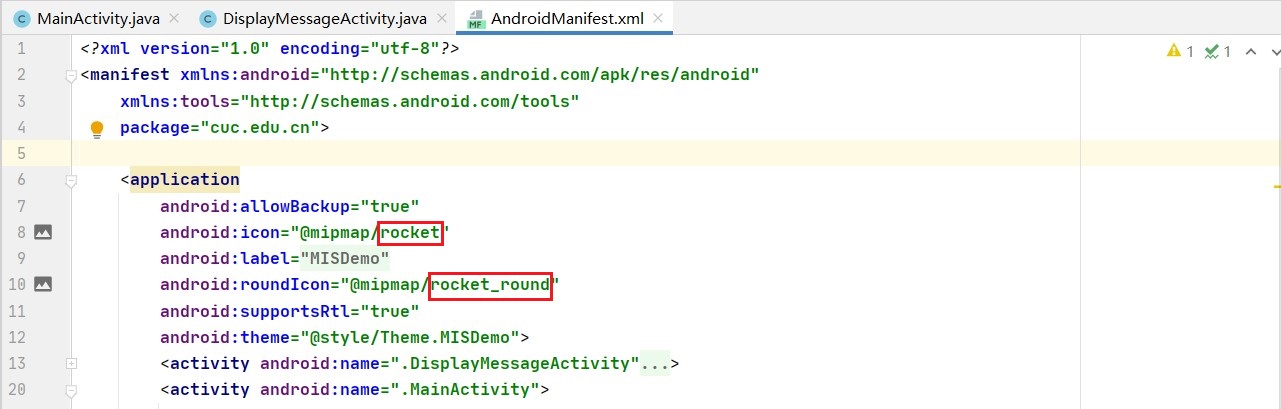 MainActivity.java DisplayMessageActivity.java AndroidManifest.xml
1 <?xml version="1.0" encoding="utf-8"?> 1 1
2 <manifest xmlns:android="http://schemas.android.com/apk/res/android"
3 xmlns:tools="http://schemas.android.com/tools"
4 package="cuc.edu.cn">
5
6 <application
7 android:allowBackup="true"
8 android:icon="@mipmap/rocket"
9 android:label="MISDemo"
10 android:roundIcon="@mipmap/rocket_round"
11 android:supportsRtl="true"
12 android:theme="@style/Theme.MISDemo">
13 <activity android:name=".DisplayMessageActivity"...>
20 <activity android:name=".MainActivity">